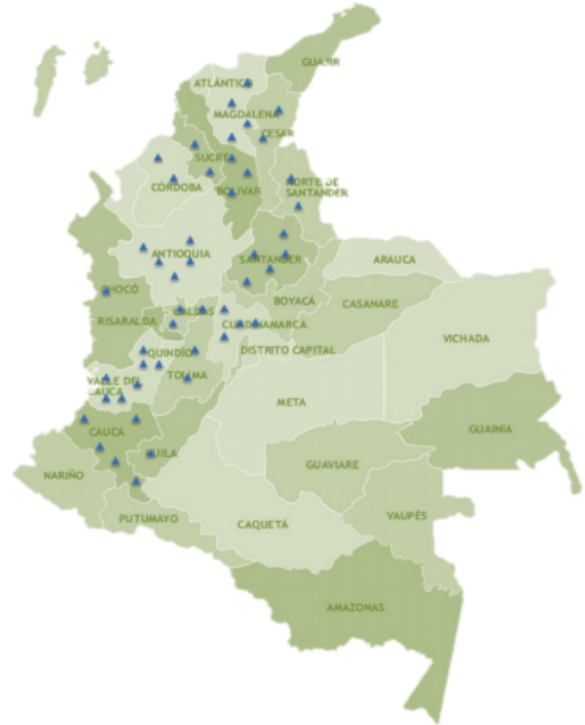 GUAJIR
ATLÁNTICO
MAGDALENA
CESAR
SUCRE
CÓRDOBA
BOLIVAR
NORTE DE
SANTANDER
ANTIOQUIA
SANTANDER
ARAUCA
CHOCÓ
BOYACÁ
CASANARE
CALDAS
RISARALDA
CUNDINAMARCA
VICHADA
QUINDÍO
DISTRITO CAPITAL
VALLE DEL
CAUCA
TOLIMA
META
CAUCA
GUAINÍA
HUILA
GUAVIARE
NARIÑO
PUTUMAYO
CAQUETÁ
VAUPÉS
AMAZONAS